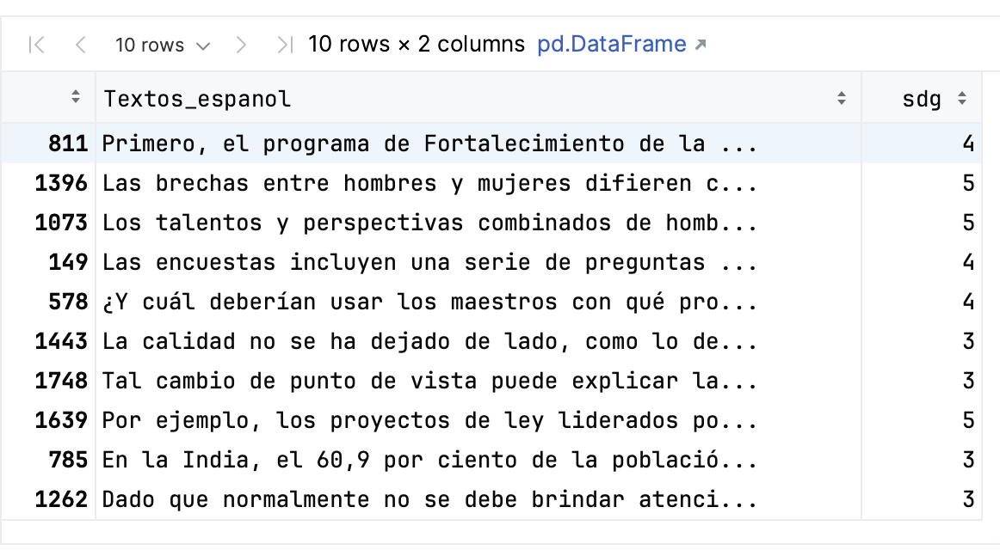 10 rows 10 rows × 2 columns pd.DataFrame
Textos_espanol sdg
811 Primero, el programa de Fortalecimiento de la ... 4
1396 Las brechas entre hombres y mujeres difieren c... 5
1073 Los talentos y perspectivas combinados de homb... 5
149 Las encuestas incluyen una serie de preguntas ... 4
578 ¿Y cuál deberían usar los maestros con qué pro... 4
1443 La calidad no se ha dejado de lado, como lo de... 3
1748 Tal cambio de punto de vista puede explicar la... 3
1639 Por ejemplo, los proyectos de ley liderados po... 5
785 En la India, el 60,9 por ciento de la població... 3
1262 Dado que normalmente no se debe brindar atenci... 3